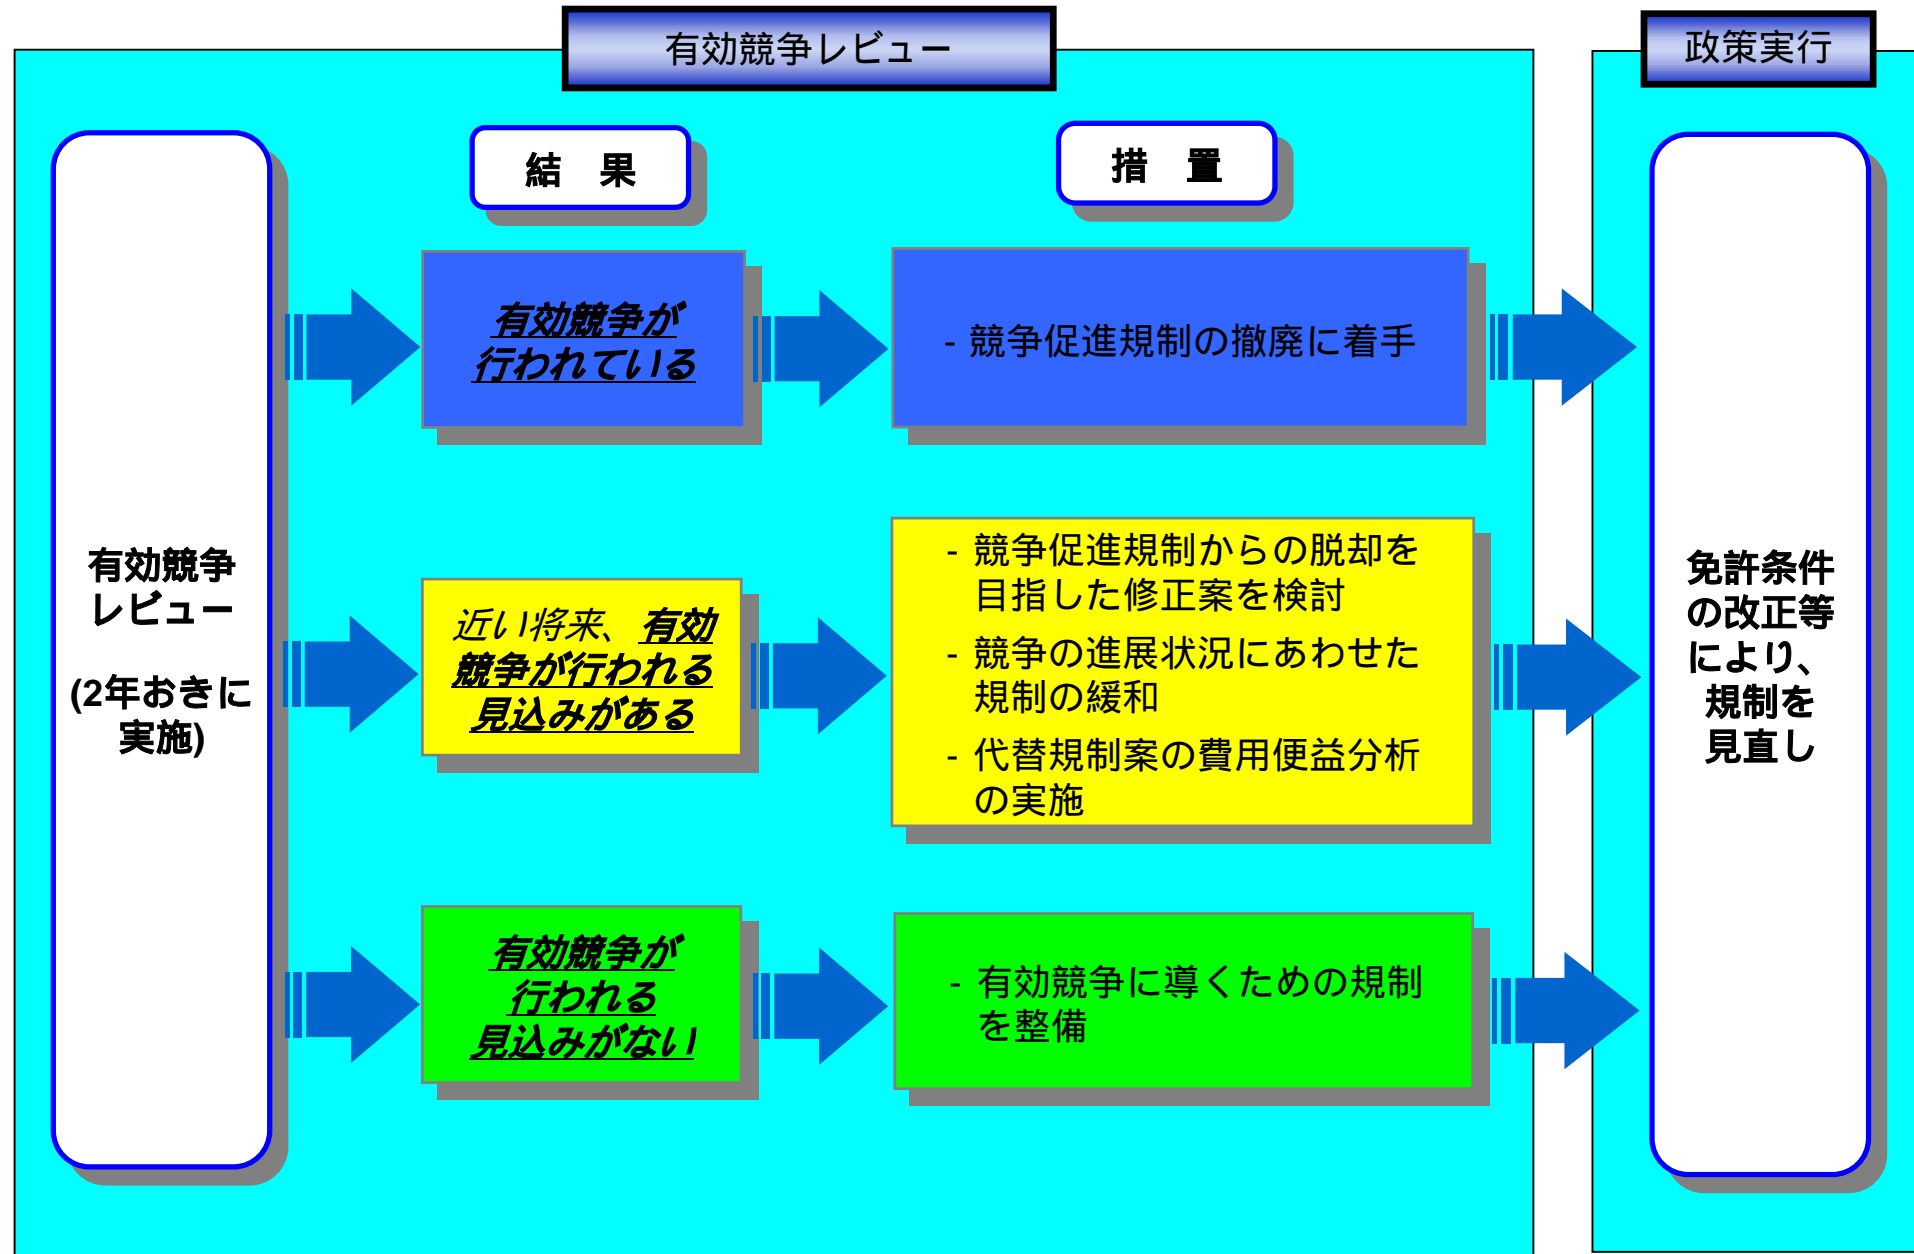 有効競争レビュー
政策実行
結　果
措　置
有効競争
レビュー
(2年おきに
実施)
有効競争が
行われている
- 競争促進規制の撤廃に着手
近い将来、有効
競争が行われる
見込みがある
- 競争促進規制からの脱却を
目指した修正案を検討
- 競争の進展状況にあわせた
規制の緩和
- 代替規制案の費用便益分析
の実施
有効競争が
行われる
見込みがない
- 有効競争に導くための規制
を整備
免許条件
の改正等
により、
規制を
見直し